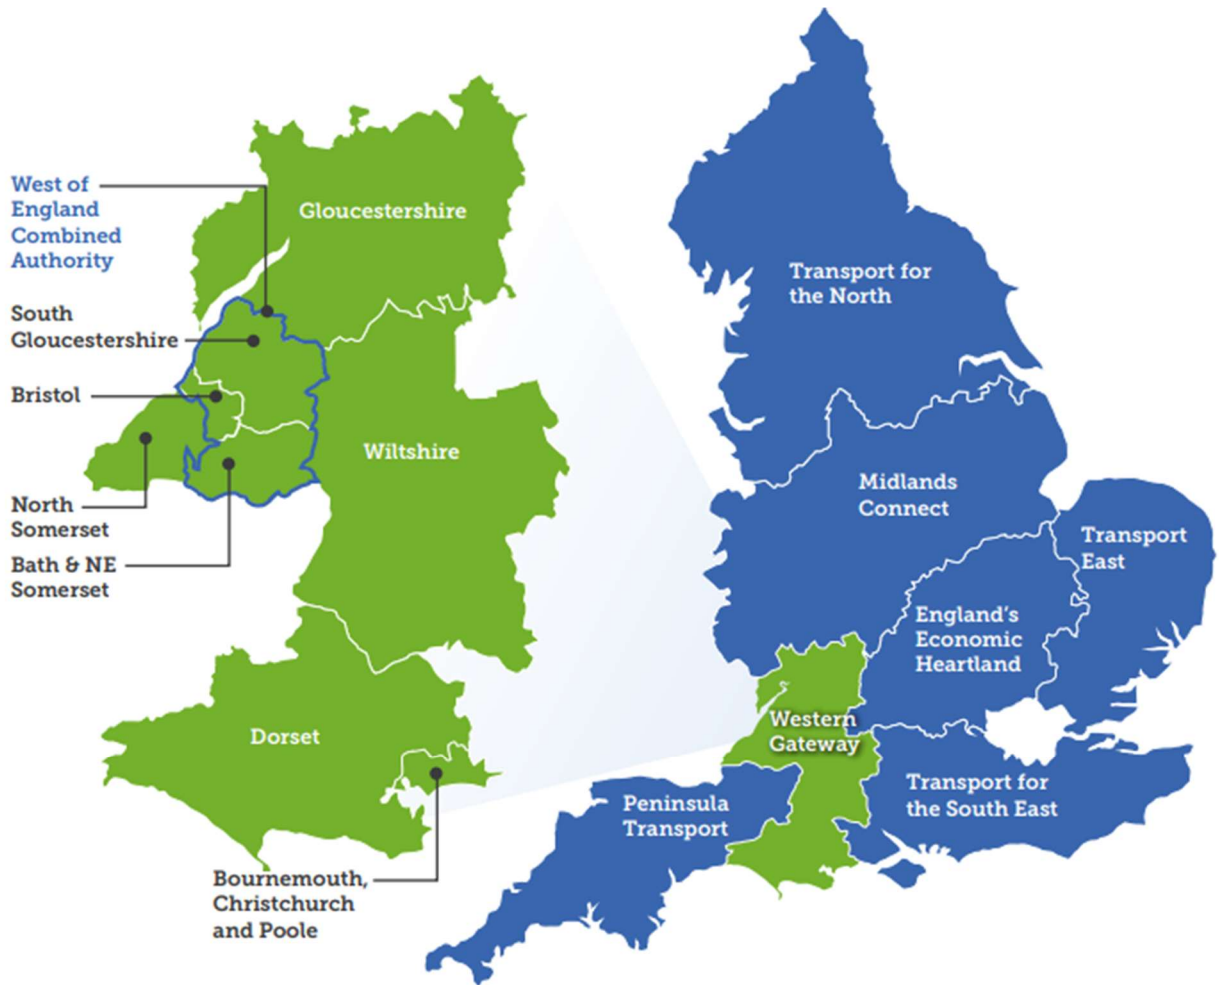 West of
England
Combined
Authority
South
Gloucestershire
Bristol
North
Somerset
Bath & NE
Somerset
Gloucestershire
Wiltshire
Dorset
Bournemouth,
Christchurch
and Poole
Transport for
the North
Midlands
Connect
Transport
East
England's
Economic
Heartland
Western
Gateway
Transport for
the South East
Peninsula
Transport